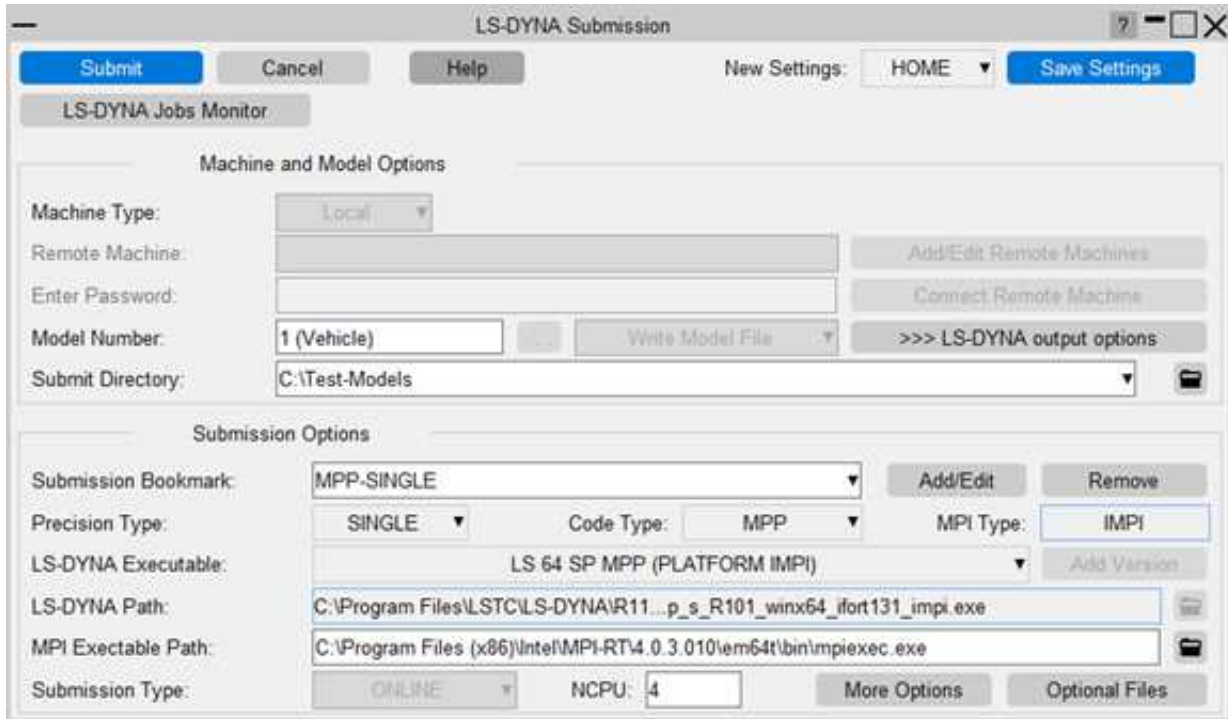 LS-DYNA Submission ?
Submit Cancel Help New Settings: HOME Save Settings
LS-DYNA Jobs Monitor
Machine and Model Options
Machine Type: Local
Remote Machine: Add/Edit Remote Machines
Enter Password: Connect Remote Machine
Model Number: 1 (Vehicle) ... Write Model File >>> LS-DYNA output options
Submit Directory: C:\Test-Models
Submission Options
Submission Bookmark: MPP-SINGLE Add/Edit Remove
Precision Type: SINGLE Code Type: MPP MPI Type: IMPI
LS-DYNA Executable: LS 64 SP MPP (PLATFORM IMPI) Add Version
LS-DYNA Path: C:\Program Files\LSTC\LS-DYNA\R11...p_s_R101_winx64_ifort131_impi.exe
MPI Exectable Path: C:\Program Files (x86)\Intel\MPI-RT\4.0.3.010\em64t\bin\mpiexec.exe
Submission Type: ONLINE NCPU: 4 More Options Optional Files